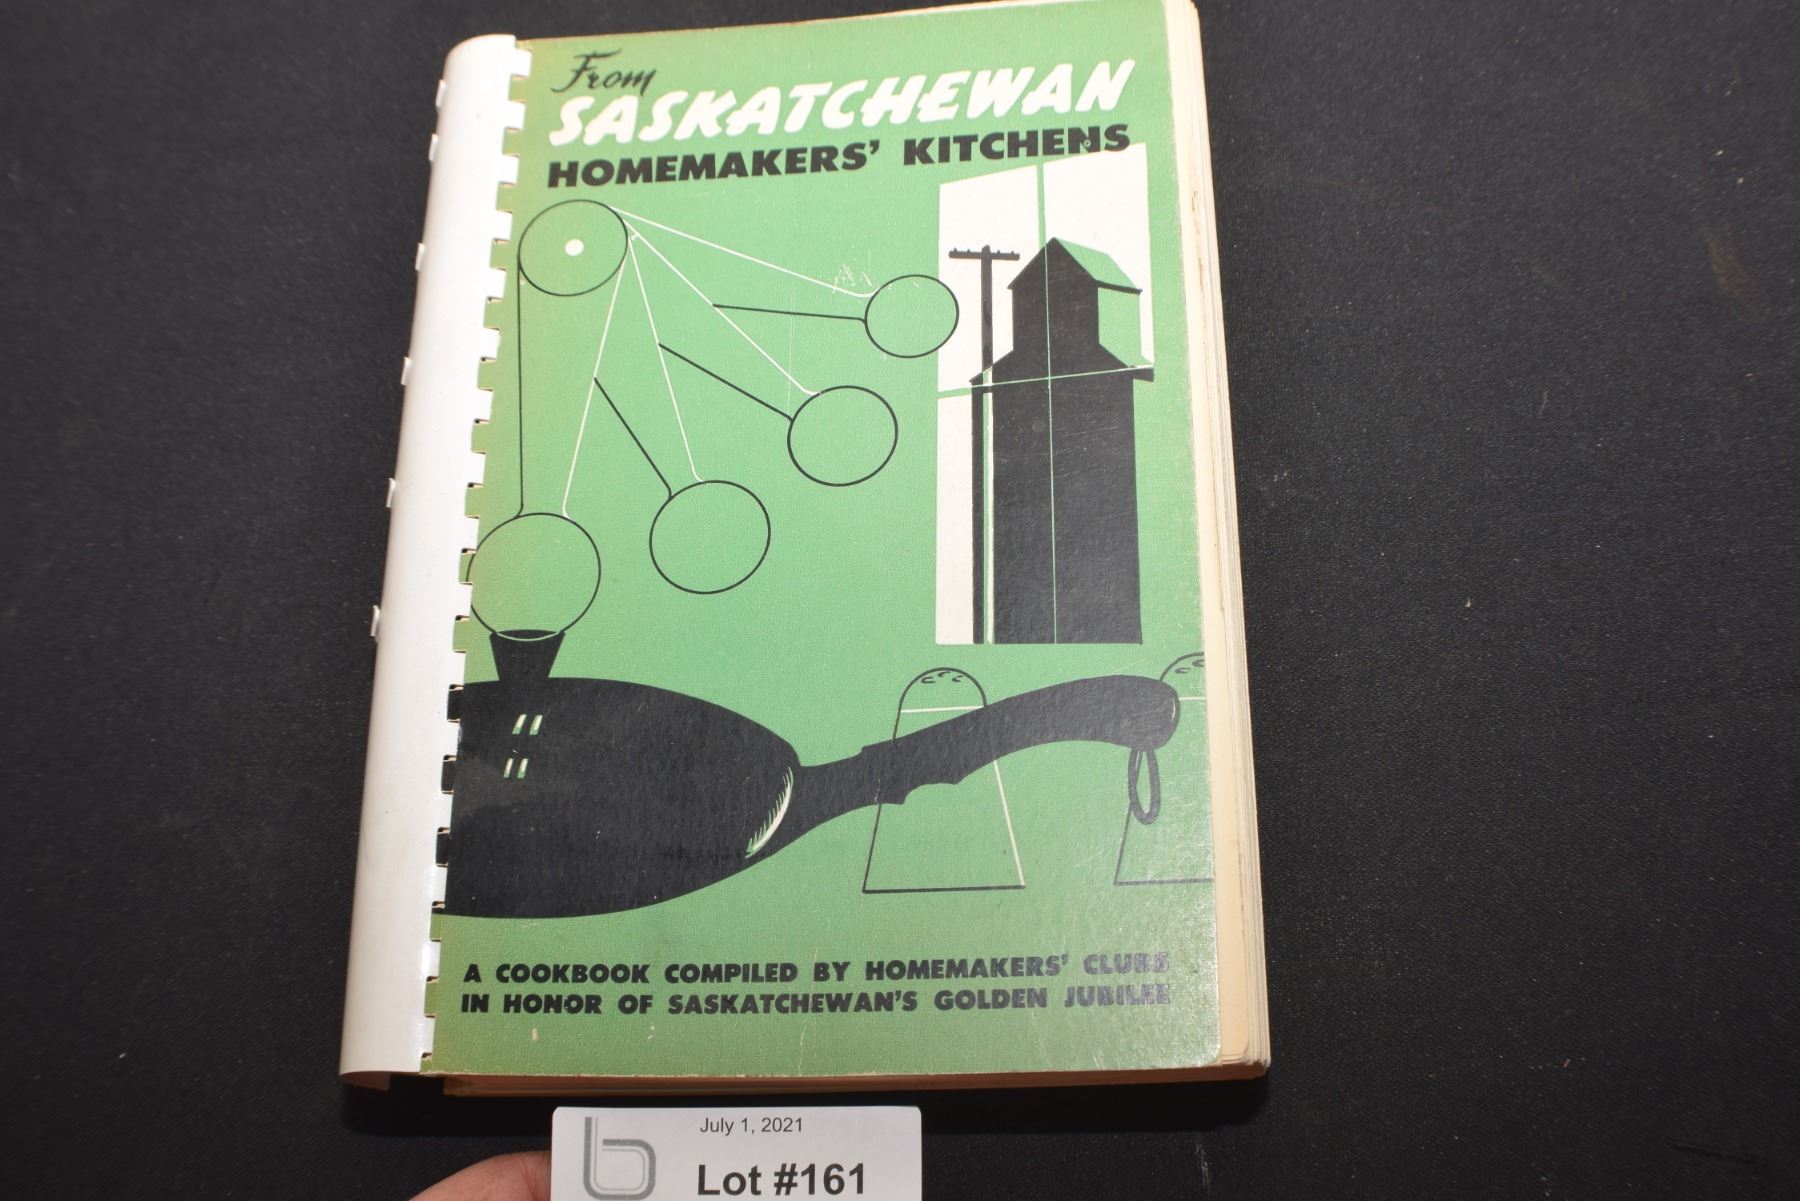 From
SASKATCHEWAN
HOMEMAKERS' KITCHENS
A COOKBOOK COMPILED BY HOMEMAKERS' CLUBS
IN HONOR OF SASKATCHEWAN'S GOLDEN JUBILEE
July 1, 2021
b
Lot #161